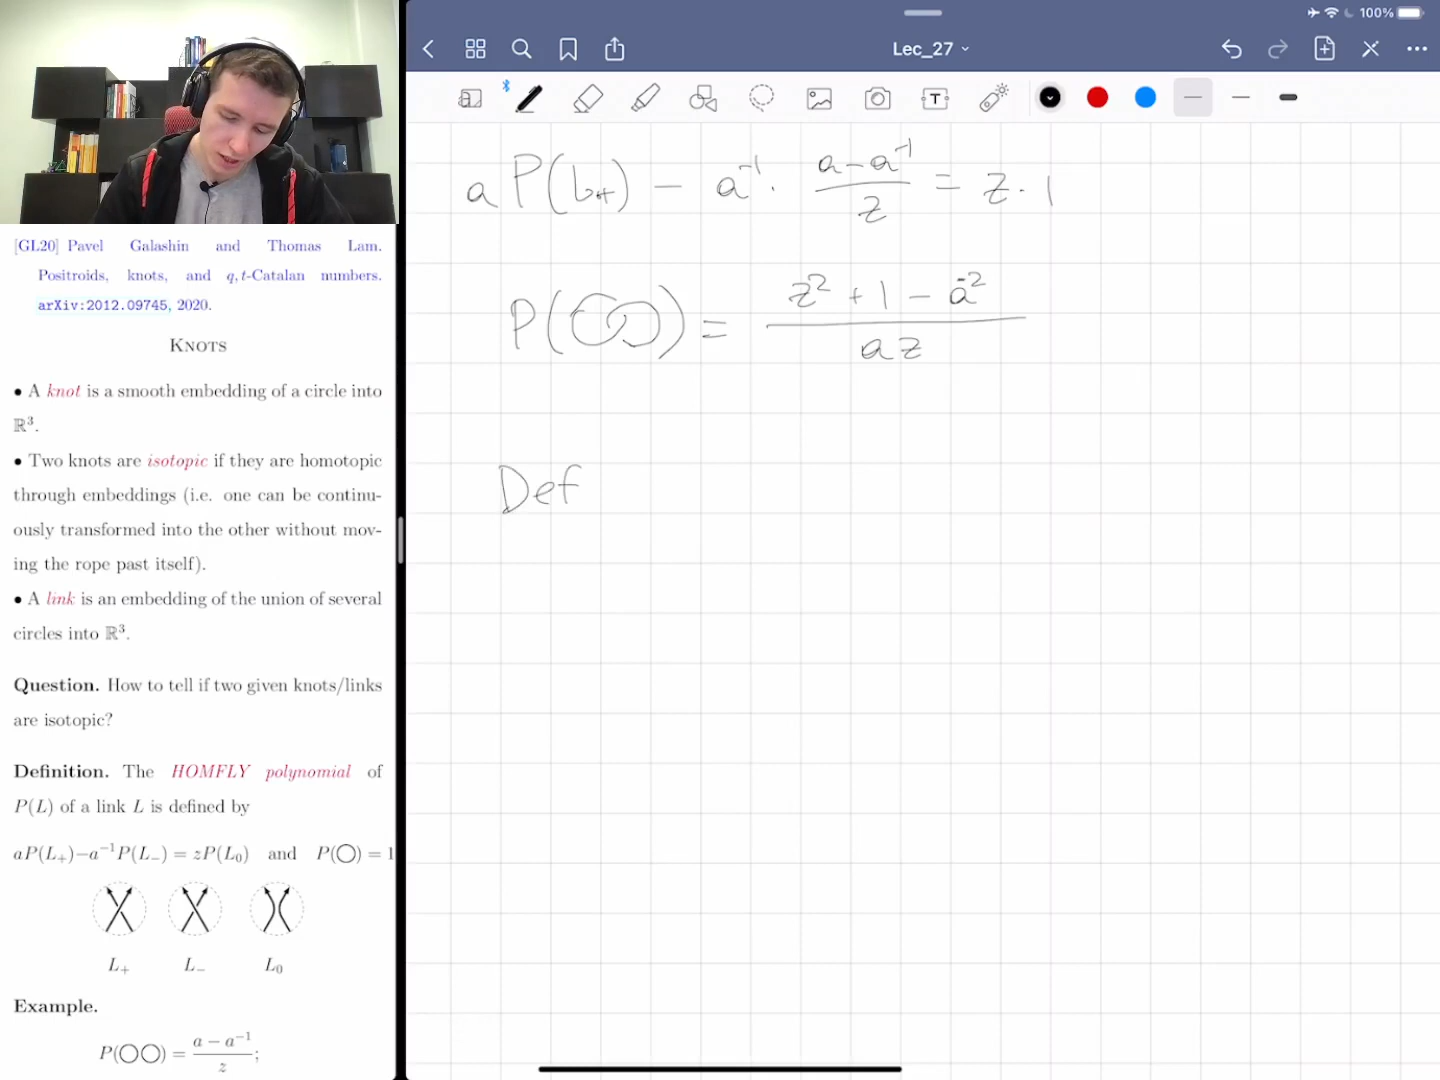 100%
Lec_27
T
[GL20] Pavel Galashin and Thomas Lam.
Positroids, knots, and q,t-Catalan numbers.
arXiv:2012.09745, 2020.
KNOTS
• A knot is a smooth embedding of a circle into
ℝ³.
• Two knots are isotopic if they are homotopic
through embeddings (i.e. one can be continu-
ously transformed into the other without mov-
ing the rope past itself).
• A link is an embedding of the union of several
circles into ℝ³.
Question. How to tell if two given knots/links
are isotopic?
Definition. The HOMFLY polynomial of
P(L) of a link L is defined by
aP(L₊)−a⁻¹P(L₋) = zP(L₀) and P(◯) = 1
L₊ L₋ L₀
Example.
P(◯◯) = (a − a⁻¹)/z;
a P(L₊) − a⁻¹ · (a − a⁻¹)/z = z · 1
P(◯◯) = (z² + 1 − a⁻²)/(az)
Def